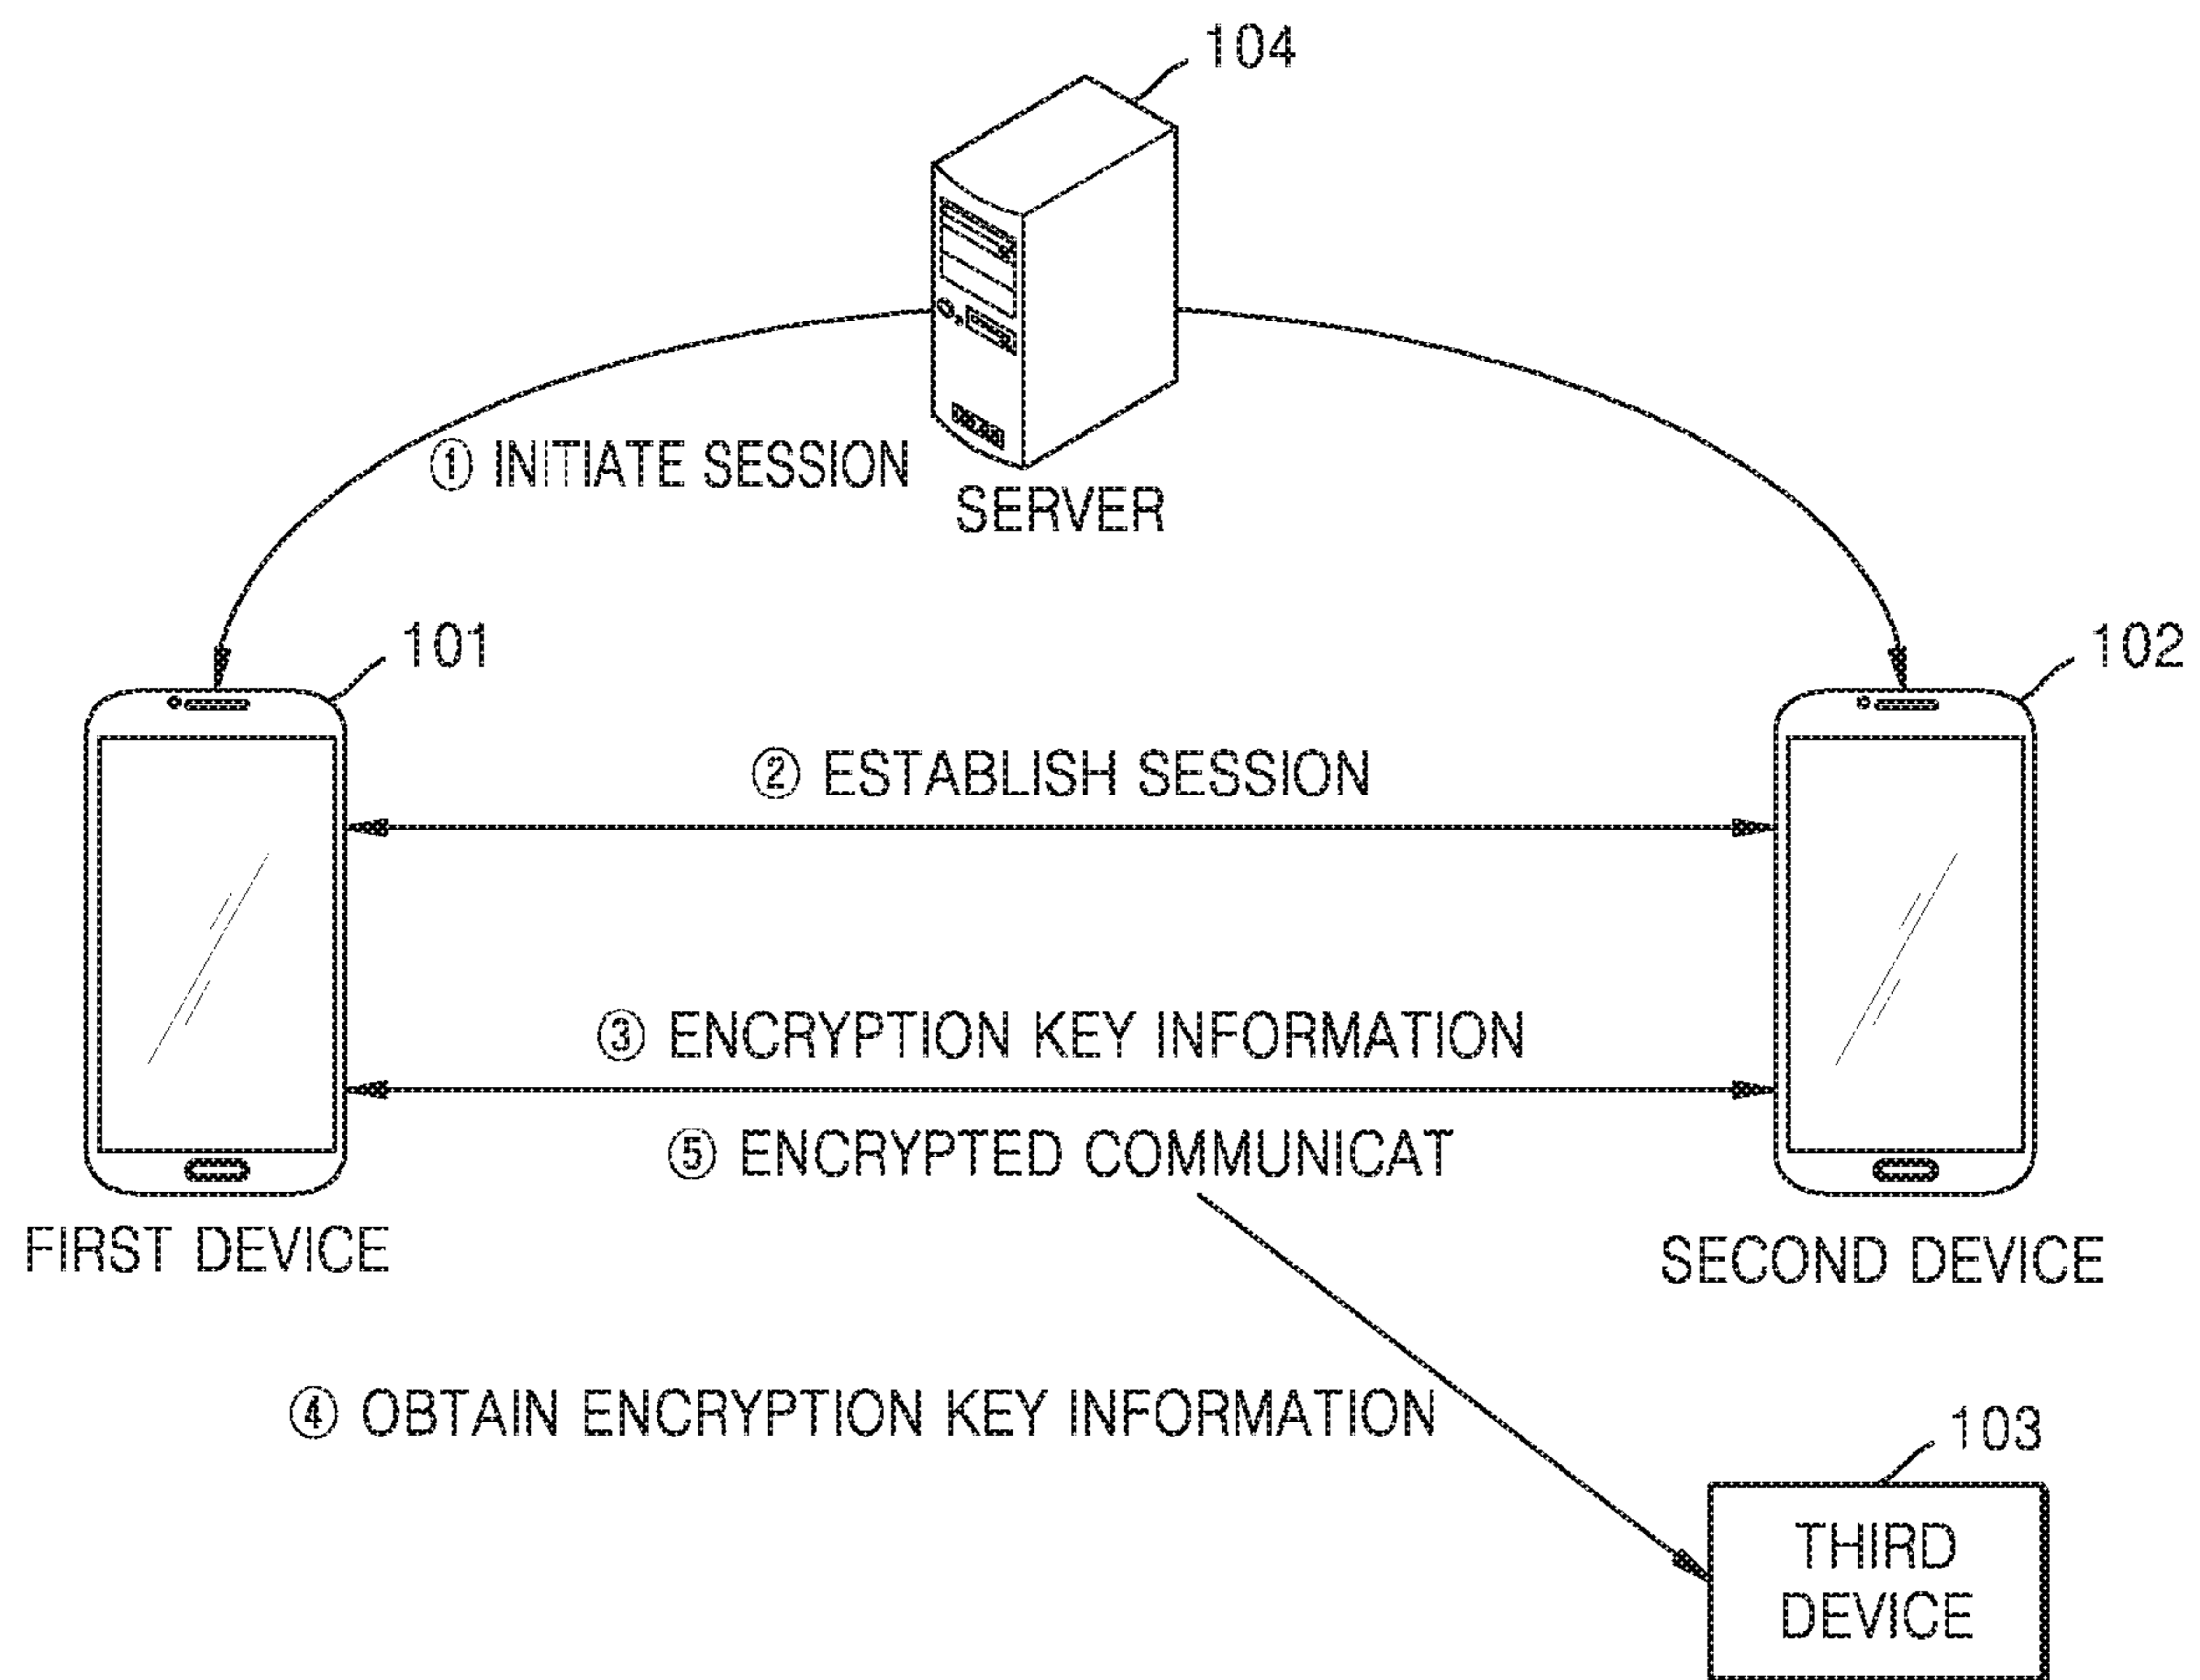 104
① INITIATE SESSION
SERVER
101
102
② ESTABLISH SESSION
③ ENCRYPTION KEY INFORMATION
⑤ ENCRYPTED COMMUNICAT
FIRST DEVICE
SECOND DEVICE
④ OBTAIN ENCRYPTION KEY INFORMATION
103
THIRD
DEVICE